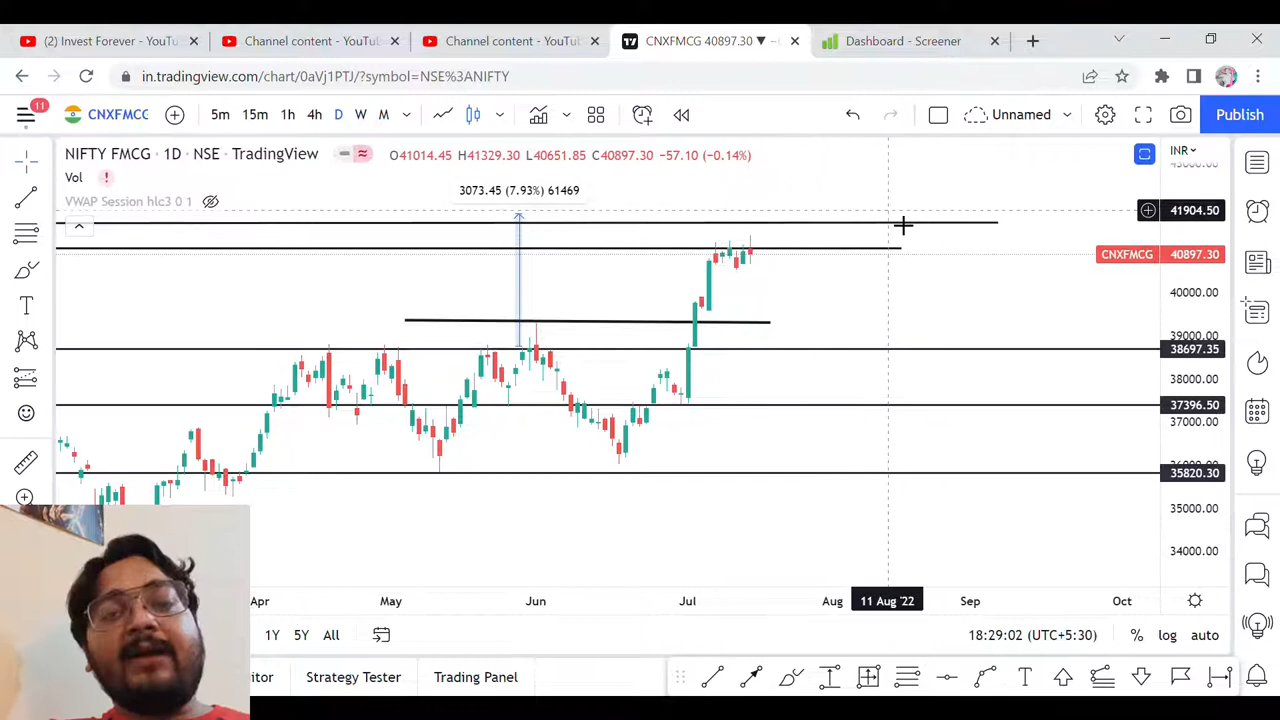 (2) Invest Forever - YouTu
Channel content - YouTu
Channel content - YouTu
CNXFMCG 40897.30 ▼ −
Dashboard - Screener
in.tradingview.com/chart/0aVj1PTJ/?symbol=NSE%3ANIFTY
11
CNXFMCG
5m
15m
1h
4h
D
W
M
Unnamed
Publish
NIFTY FMCG · 1D · NSE · TradingView
O41014.45 H41329.30 L40651.85 C40897.30 −57.10 (−0.14%)
INR
43000.00
Vol
3073.45 (7.93%) 61469
VWAP Session hlc3 0 1
41904.50
CNXFMCG 40897.30
40000.00
39000.00
38697.35
38000.00
37396.50
37000.00
35820.30
35000.00
34000.00
Apr
May
Jun
Jul
Aug
11 Aug '22
Sep
Oct
1Y
5Y
All
18:29:02 (UTC+5:30)
%
log
auto
itor
Strategy Tester
Trading Panel